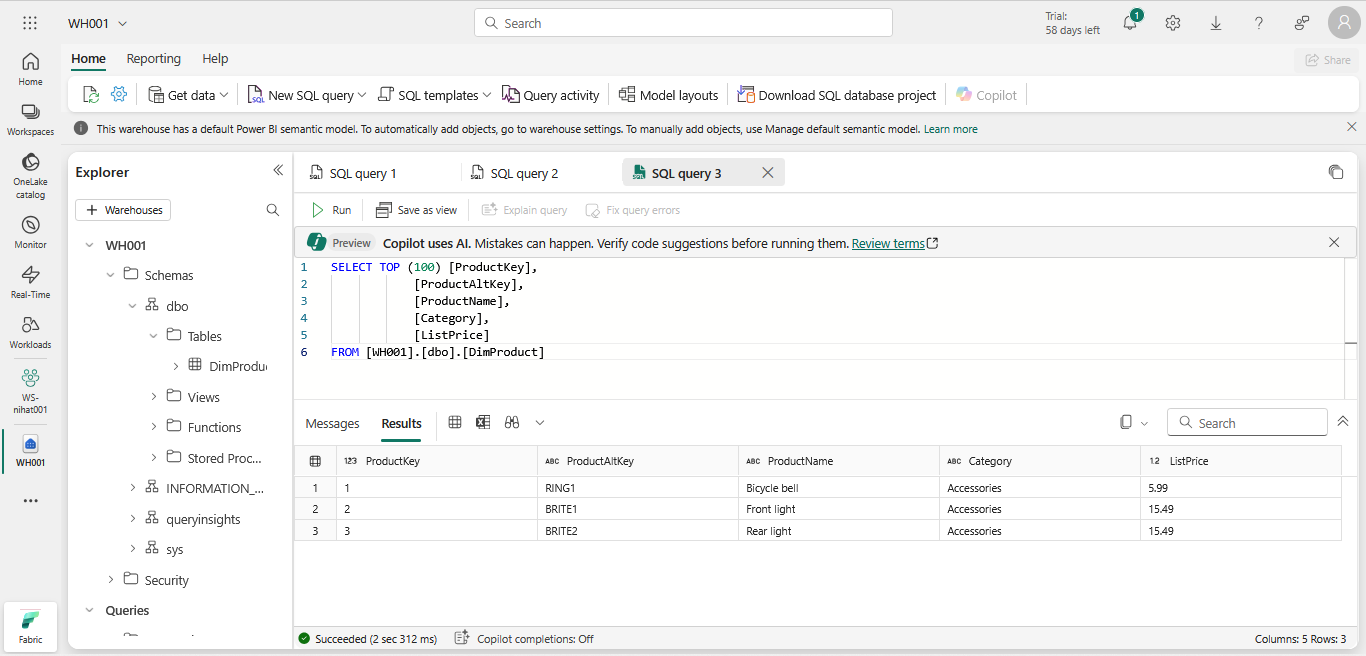 WH001
Search
Trial:
58 days left
1
Home
Reporting
Help
Share
Get data
New SQL query
SQL templates
Query activity
Model layouts
Download SQL database project
Copilot
This warehouse has a default Power BI semantic model. To automatically add objects, go to warehouse settings. To manually add objects, use Manage default semantic model. Learn more
Home
Workspaces
OneLake
catalog
Monitor
Real-Time
Workloads
WS-
nihat001
WH001
Fabric
Explorer
+ Warehouses
WH001
Schemas
dbo
Tables
DimProdu
Views
Functions
Stored Proc...
INFORMATION_...
queryinsights
sys
Security
Queries
SQL query 1
SQL query 2
SQL query 3
Run
Save as view
Explain query
Fix query errors
Preview Copilot uses AI. Mistakes can happen. Verify code suggestions before running them. Review terms
1 SELECT TOP (100) [ProductKey],
2 [ProductAltKey],
3 [ProductName],
4 [Category],
5 [ListPrice]
6 FROM [WH001].[dbo].[DimProduct]
Messages
Results
Search
123 ProductKey ABC ProductAltKey ABC ProductName ABC Category 1.2 ListPrice
1 1 RING1 Bicycle bell Accessories 5.99
2 2 BRITE1 Front light Accessories 15.49
3 3 BRITE2 Rear light Accessories 15.49
Succeeded (2 sec 312 ms)
Copilot completions: Off
Columns: 5 Rows: 3